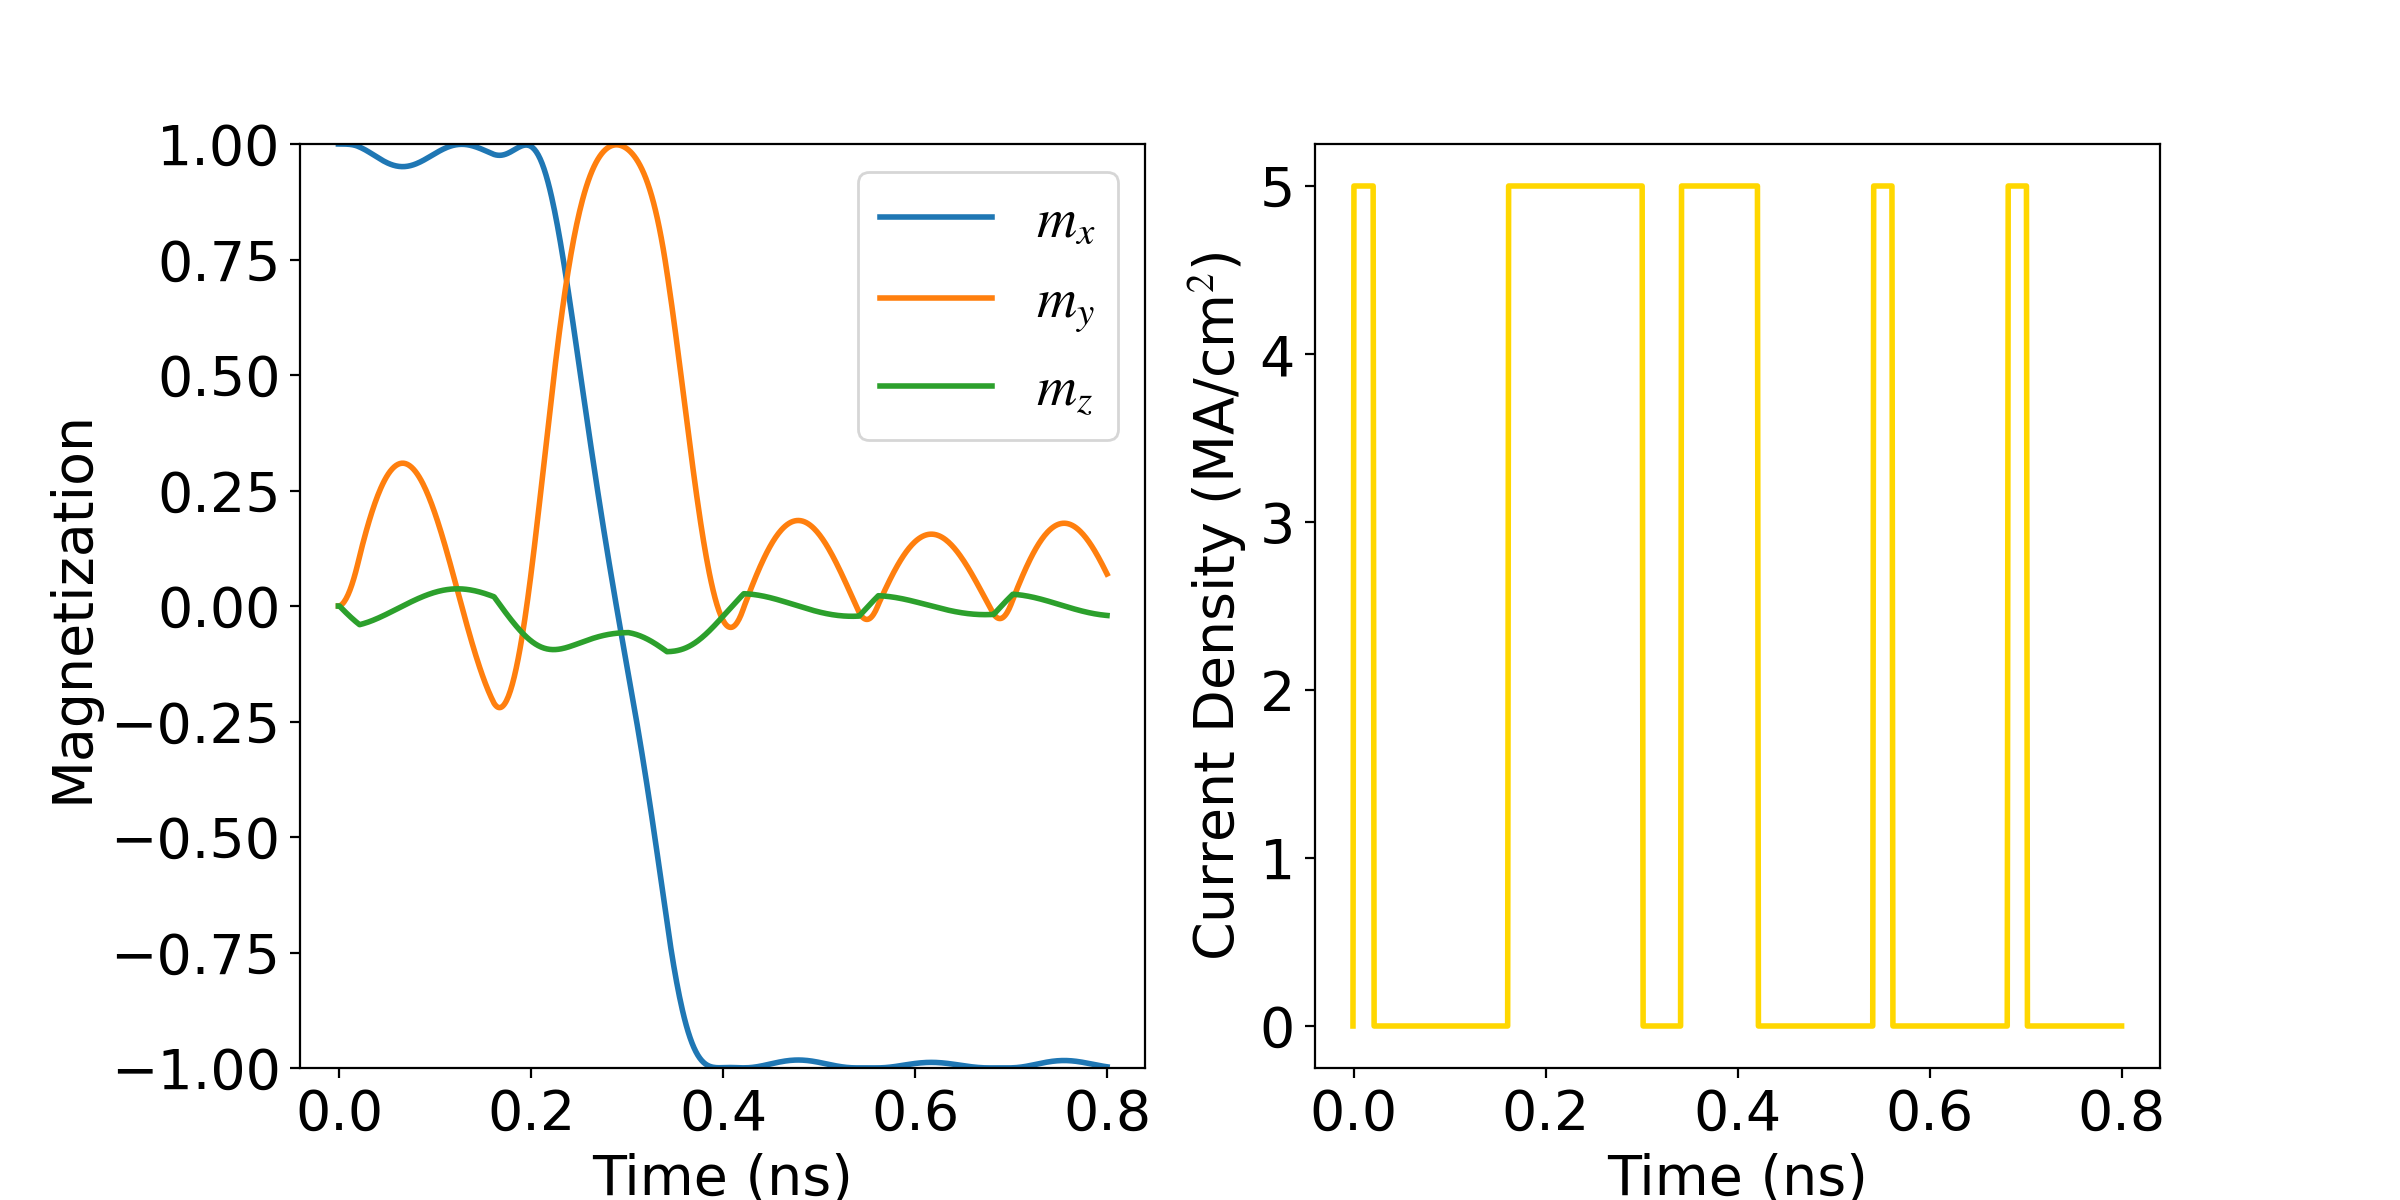 Magnetization
1.00
0.75
0.50
0.25
0.00
−0.25
−0.50
−0.75
−1.00
0.0 0.2 0.4 0.6 0.8
Time (ns)
mₓ
m_y
m_z
Current Density (MA/cm²)
5
4
3
2
1
0
0.0 0.2 0.4 0.6 0.8
Time (ns)